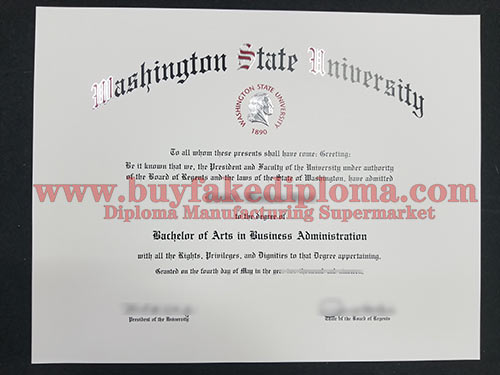 Washington State University
WASHINGTON STATE UNIVERSITY
1890
To all whom these presents shall have come: Greeting:
Be it known that we, the President and Faculty of the University under authority
of the Board of Regents and the laws of the State of Washington, have admitted
www.buyfakediploma.com
Diploma Manufacturing Supermarket
to the degree of
Bachelor of Arts in Business Administration
with all the Rights, Privileges, and Dignities to that Degree appertaining.
Granted on the fourth day of May in the year two thousand and
President of the University
of the Board of Regents